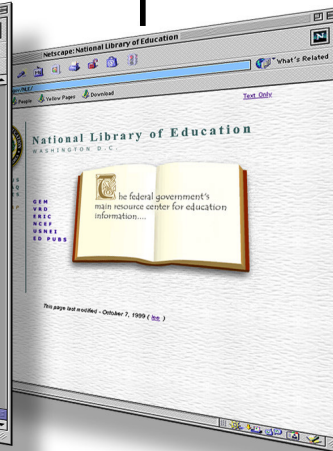 Netscape: National Library of Education
What's Related
People
Yellow Pages
Download
Text Only
National Library of Education
WASHINGTON D.C.
GEM
VRD
ERIC
NCEF
USNEI
ED PUBS
The federal government's
main resource center for education
information....
This page last modified - October 7, 1999 (